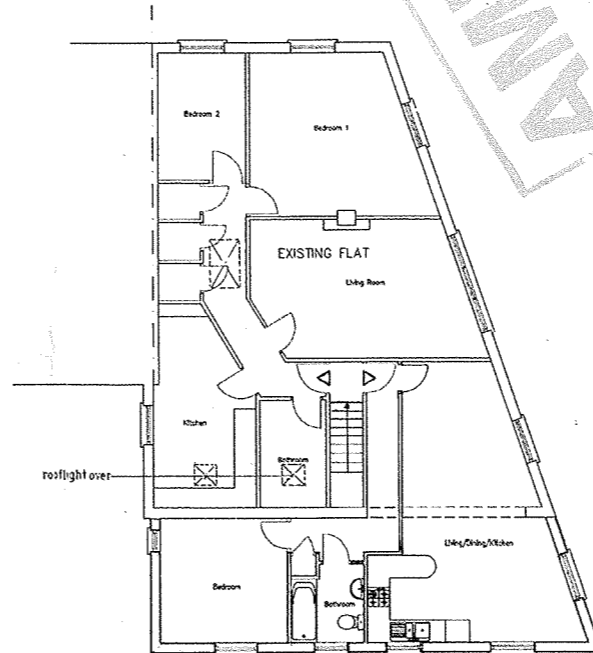 Bedroom 2
Bedroom 1
EXISTING FLAT
Living Room
Kitchen
Bathroom
rooflight over
Living/Dining/Kitchen
Bedroom
Bathroom